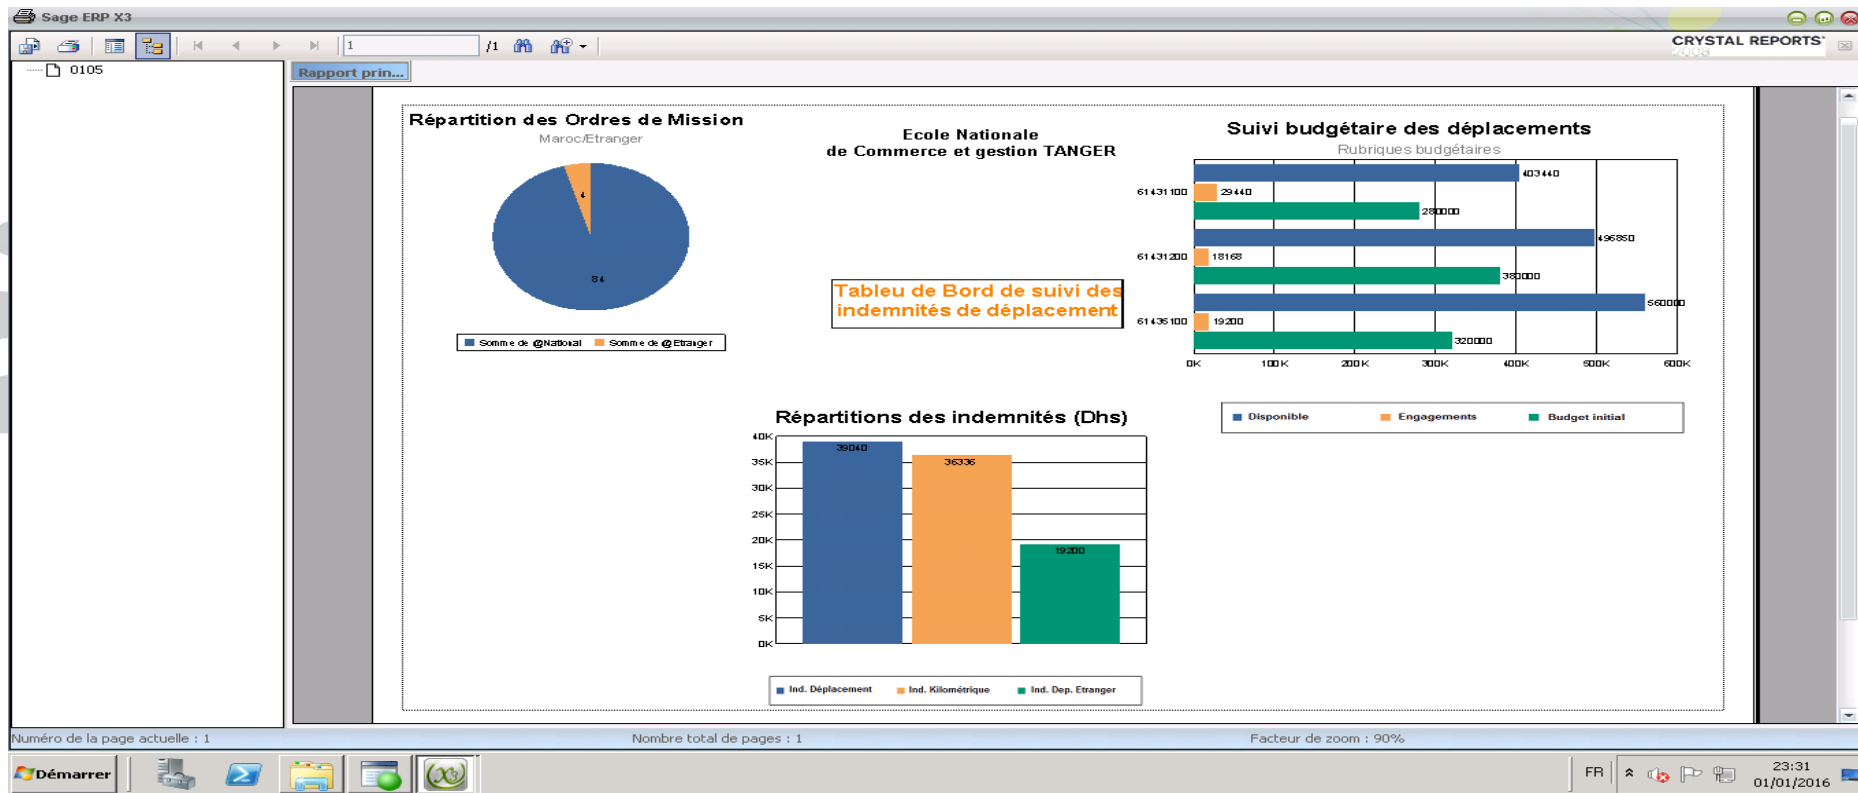 Sage ERP X3
1
/1
CRYSTAL REPORTS
2008
0105
Rapport prin...
Répartition des Ordres de Mission
Maroc/Etranger
4
84
Somme de @National
Somme de @Etranger
Ecole Nationale
de Commerce et gestion TANGER
Tableu de Bord de suivi des
indemnités de déplacement
Suivi budgétaire des déplacements
Rubriques budgétaires
403440
61431100
29440
280000
496850
61431200
18168
380000
560000
61435100
19200
320000
0K
100K
200K
300K
400K
500K
600K
Disponible
Engagements
Budget initial
Répartitions des indemnités (Dhs)
40K
35K
30K
25K
20K
15K
10K
5K
0K
39040
36336
19200
Ind. Déplacement
Ind. Kilométrique
Ind. Dep. Etranger
Numéro de la page actuelle : 1
Nombre total de pages : 1
Facteur de zoom : 90%
Démarrer
X3
FR
23:31
01/01/2016